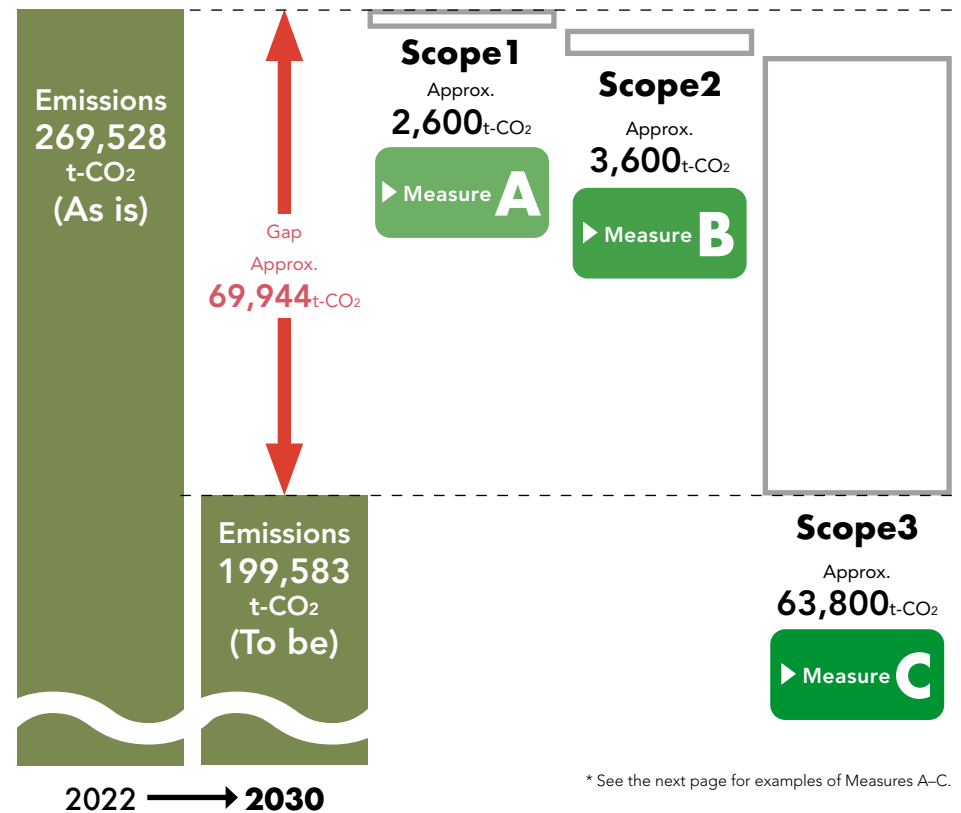 Emissions
269,528
t-CO2
(As is)
Gap
Approx.
69,944t-CO2
Scope1
Approx.
2,600t-CO2
Measure A
Scope2
Approx.
3,600t-CO2
Measure B
Emissions
199,583
t-CO2
(To be)
Scope3
Approx.
63,800t-CO2
Measure C
* See the next page for examples of Measures A–C.
2022 2030